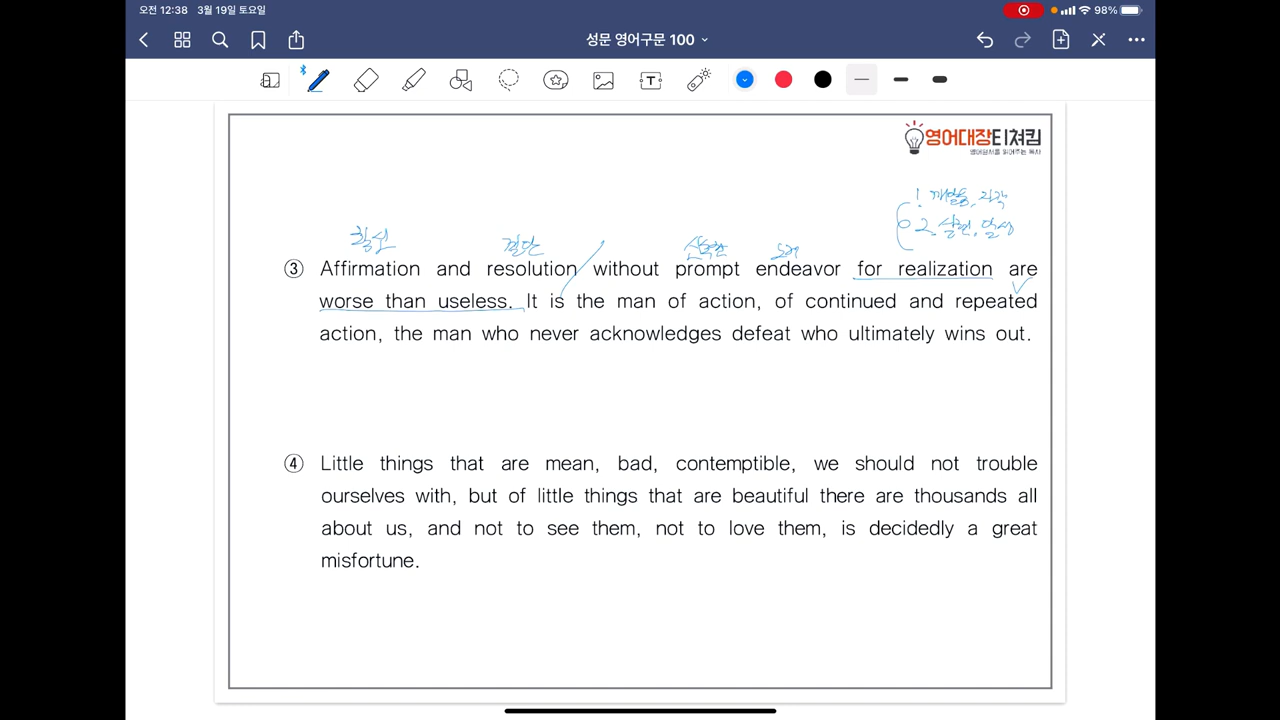 오전 12:38 3월 19일 토요일
98%
성문 영어구문 100
T
영어대장티쳐킴
1. 깨달음, 지각
2. 실현, 달성
확신 결단 신속한 노력
③ Affirmation and resolution without prompt endeavor for realization are
worse than useless. It is the man of action, of continued and repeated
action, the man who never acknowledges defeat who ultimately wins out.
④ Little things that are mean, bad, contemptible, we should not trouble
ourselves with, but of little things that are beautiful there are thousands all
about us, and not to see them, not to love them, is decidedly a great
misfortune.